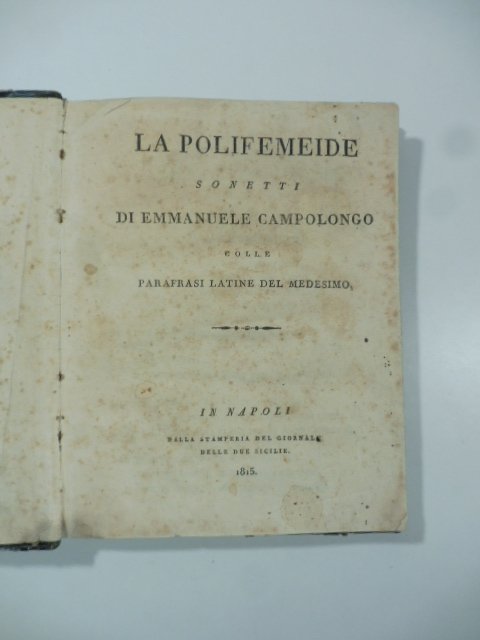 LA POLIFEMEIDE
SONETTI
DI EMMANUELE CAMPOLONGO
COLLE
PARAFRASI LATINE DEL MEDESIMO.
IN NAPOLI
DALLA STAMPERIA DEL GIORNALE
DELLE DUE SICILIE.
1815.